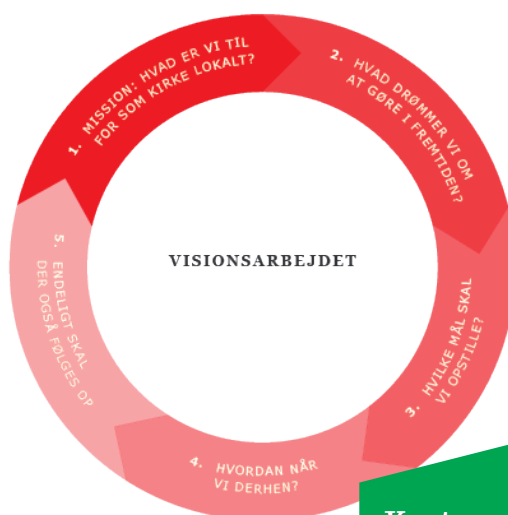 1. MISSION: HVAD ER VI TIL
FOR SOM KIRKE LOKALT?
2. HVAD DRØMMER VI OM
AT GØRE I FREMTIDEN?
3. HVILKE MÅL SKAL
VI OPSTILLE?
4. HVORDAN NÅR
VI DERHEN?
5. ENDELIGT SKAL
DER OGSÅ FØLGES OP
VISIONSARBEJDET